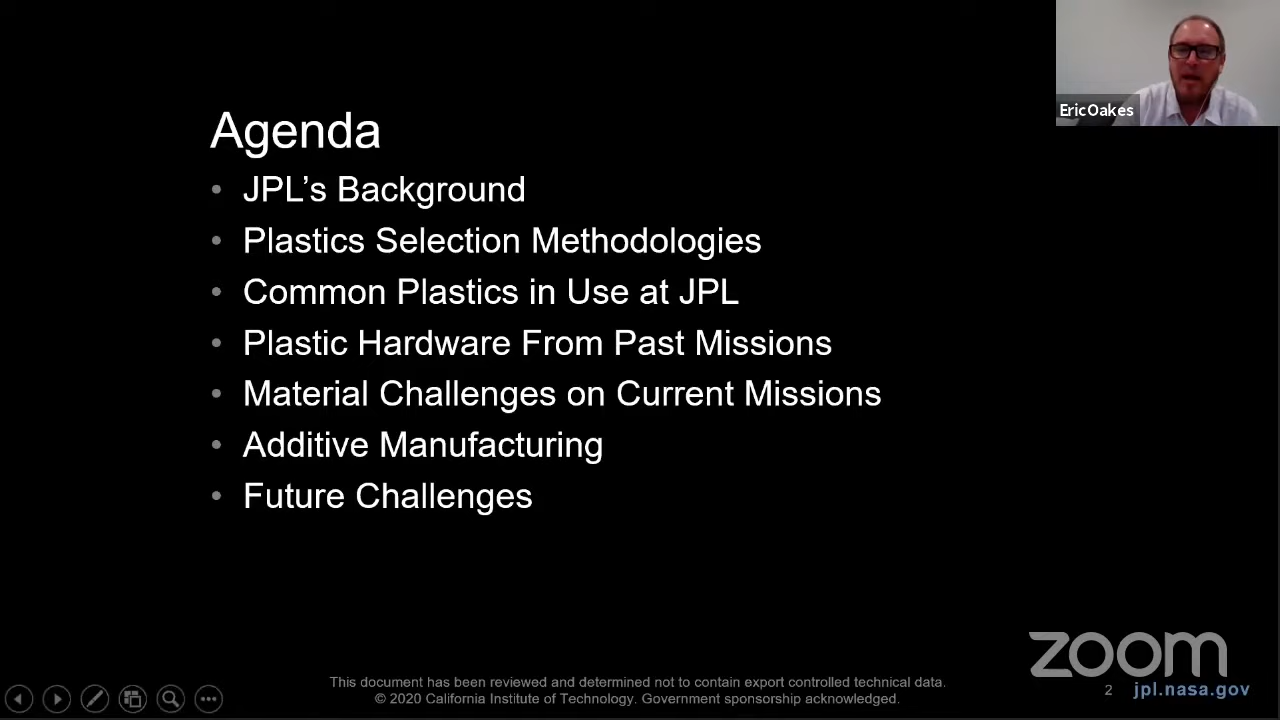 EricOakes
Agenda
• JPL’s Background
• Plastics Selection Methodologies
• Common Plastics in Use at JPL
• Plastic Hardware From Past Missions
• Material Challenges on Current Missions
• Additive Manufacturing
• Future Challenges
zoom
This document has been reviewed and determined not to contain export controlled technical data.
© 2020 California Institute of Technology. Government sponsorship acknowledged.
2 jpl.nasa.gov